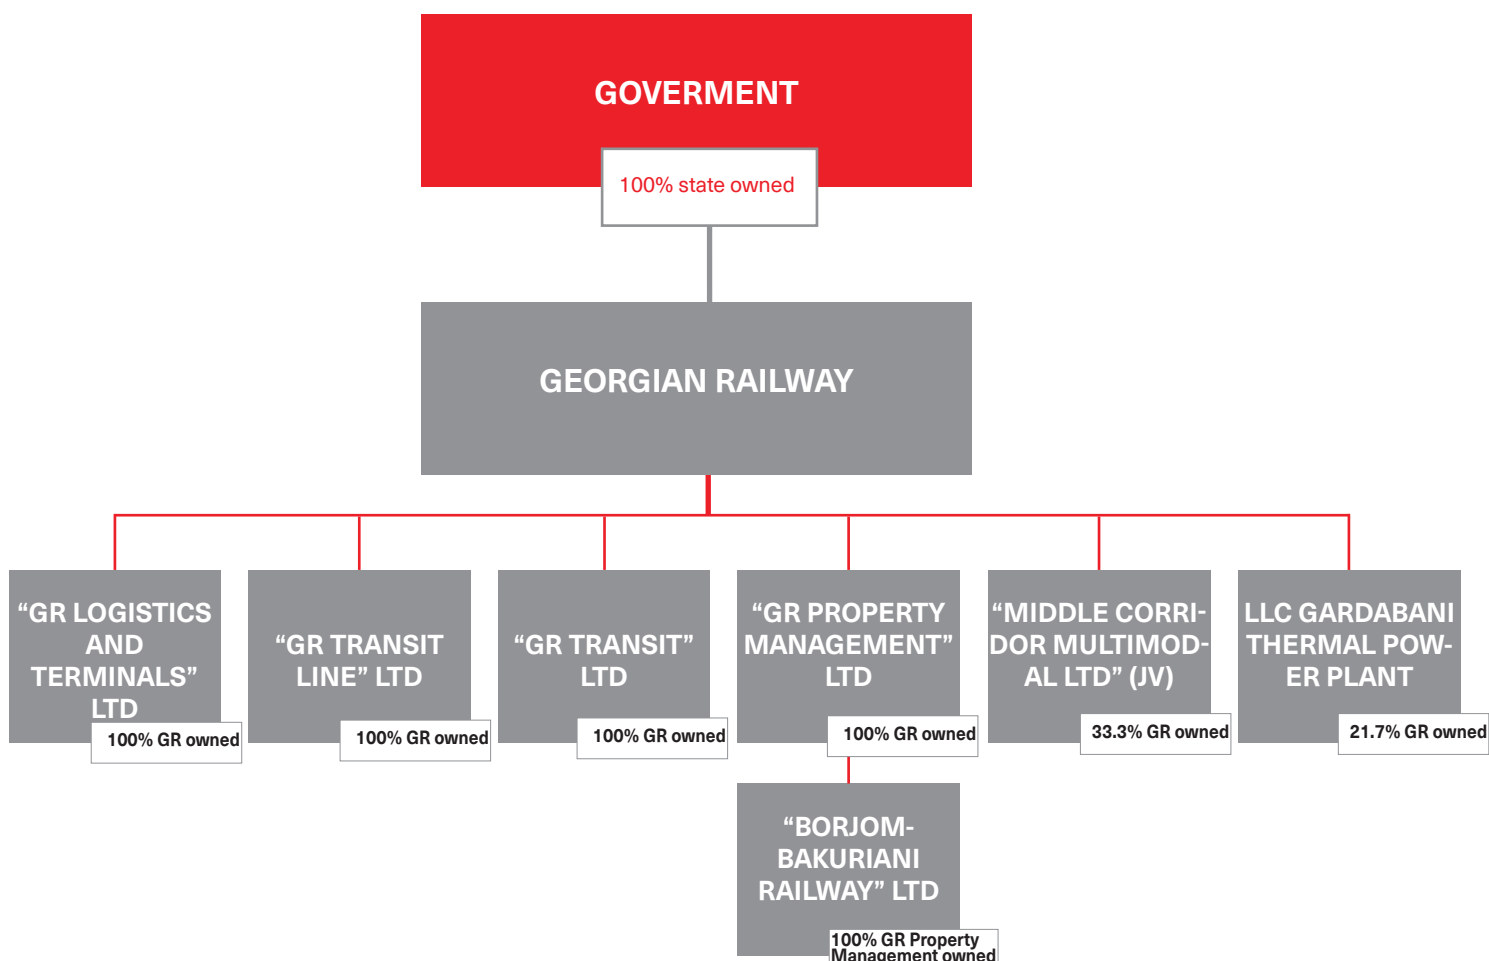 GOVERMENT
100% state owned
GEORGIAN RAILWAY
“GR LOGISTICS
AND
TERMINALS”
LTD
100% GR owned
“GR TRANSIT
LINE” LTD
100% GR owned
“GR TRANSIT”
LTD
100% GR owned
“GR PROPERTY
MANAGEMENT”
LTD
100% GR owned
“MIDDLE CORRI-
DOR MULTIMOD-
AL LTD” (JV)
33.3% GR owned
LLC GARDABANI
THERMAL POW-
ER PLANT
21.7% GR owned
“BORJOM-
BAKURIANI
RAILWAY” LTD
100% GR Property
Management owned